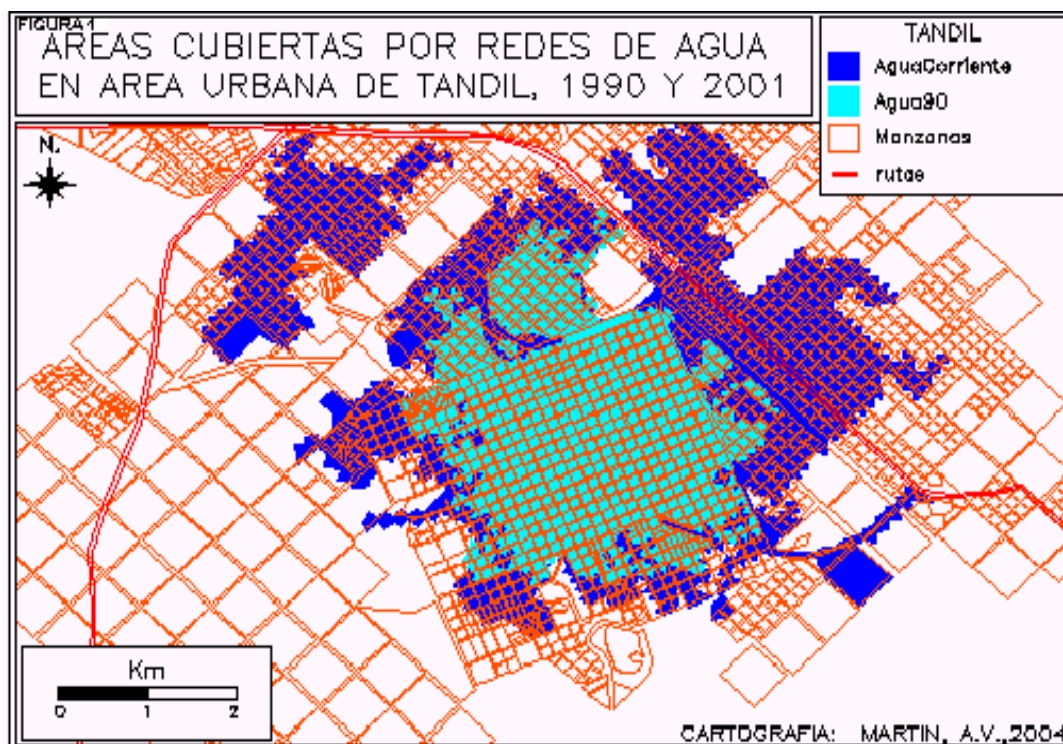 FIGURA 1
AREAS CUBIERTAS POR REDES DE AGUA
EN AREA URBANA DE TANDIL, 1990 Y 2001
TANDIL
AguaCorriente
Agua90
Manzanas
rutas
N.
Km
0 1 2
CARTOGRAFIA: MARTIN, A.V.,2004